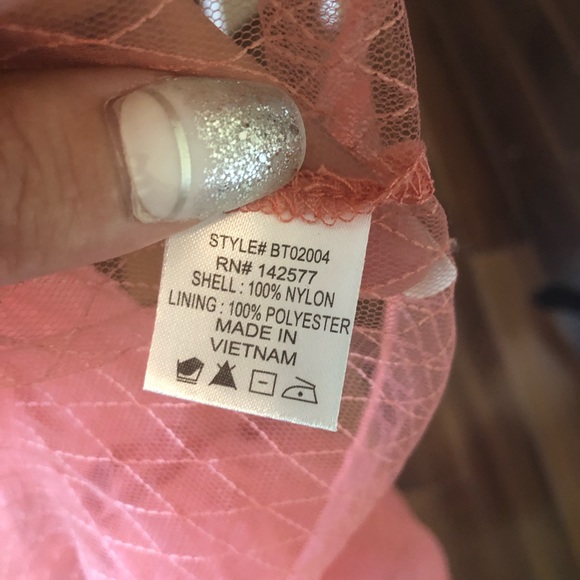 STYLE# BT02004
RN# 142577
SHELL : 100% NYLON
LINING : 100% POLYESTER
MADE IN
VIETNAM